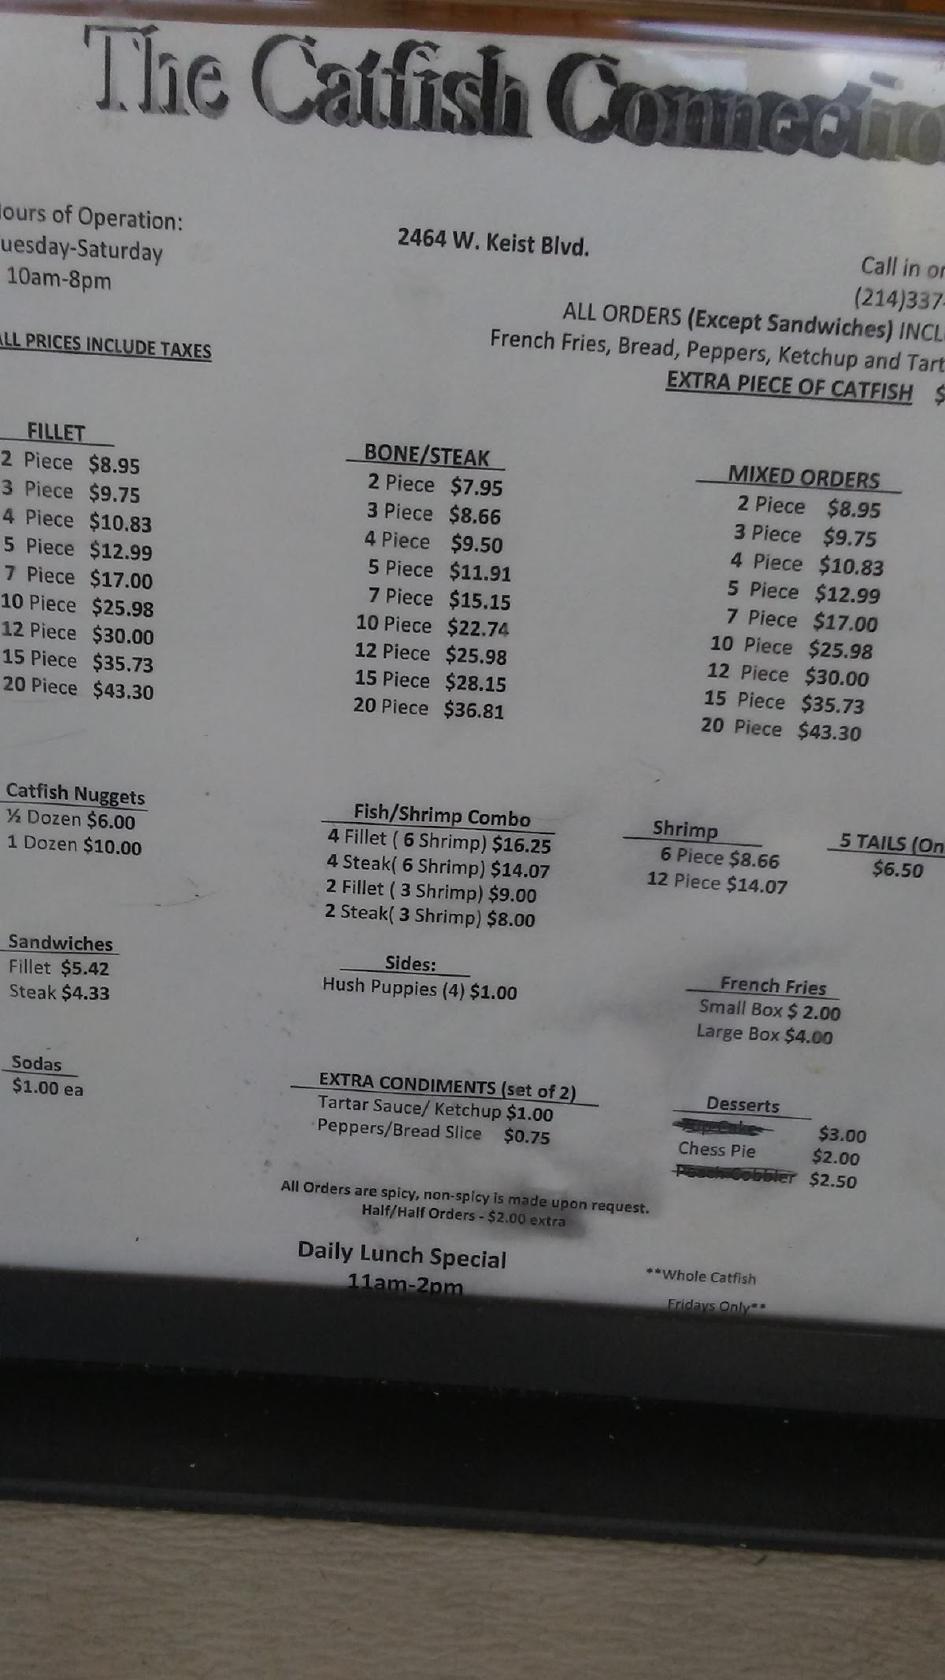 The Catfish Connectio
ours of Operation:
uesday-Saturday
10am-8pm
2464 W. Keist Blvd.
Call in or
(214)337-
ALL ORDERS (Except Sandwiches) INCL
French Fries, Bread, Peppers, Ketchup and Tart
EXTRA PIECE OF CATFISH $
ALL PRICES INCLUDE TAXES
FILLET
2 Piece $8.95
3 Piece $9.75
4 Piece $10.83
5 Piece $12.99
7 Piece $17.00
10 Piece $25.98
12 Piece $30.00
15 Piece $35.73
20 Piece $43.30
BONE/STEAK
2 Piece $7.95
3 Piece $8.66
4 Piece $9.50
5 Piece $11.91
7 Piece $15.15
10 Piece $22.74
12 Piece $25.98
15 Piece $28.15
20 Piece $36.81
MIXED ORDERS
2 Piece $8.95
3 Piece $9.75
4 Piece $10.83
5 Piece $12.99
7 Piece $17.00
10 Piece $25.98
12 Piece $30.00
15 Piece $35.73
20 Piece $43.30
Catfish Nuggets
½ Dozen $6.00
1 Dozen $10.00
Fish/Shrimp Combo
4 Fillet ( 6 Shrimp) $16.25
4 Steak( 6 Shrimp) $14.07
2 Fillet ( 3 Shrimp) $9.00
2 Steak( 3 Shrimp) $8.00
Shrimp
6 Piece $8.66
12 Piece $14.07
5 TAILS (On
$6.50
Sandwiches
Fillet $5.42
Steak $4.33
Sides:
Hush Puppies (4) $1.00
French Fries
Small Box $ 2.00
Large Box $4.00
Sodas
$1.00 ea
EXTRA CONDIMENTS (set of 2)
Tartar Sauce/ Ketchup $1.00
Peppers/Bread Slice $0.75
Desserts
$3.00
Chess Pie $2.00
Peach Cobbler $2.50
All Orders are spicy, non-spicy is made upon request.
Half/Half Orders - $2.00 extra
Daily Lunch Special
11am-2pm
**Whole Catfish
Fridays Only**